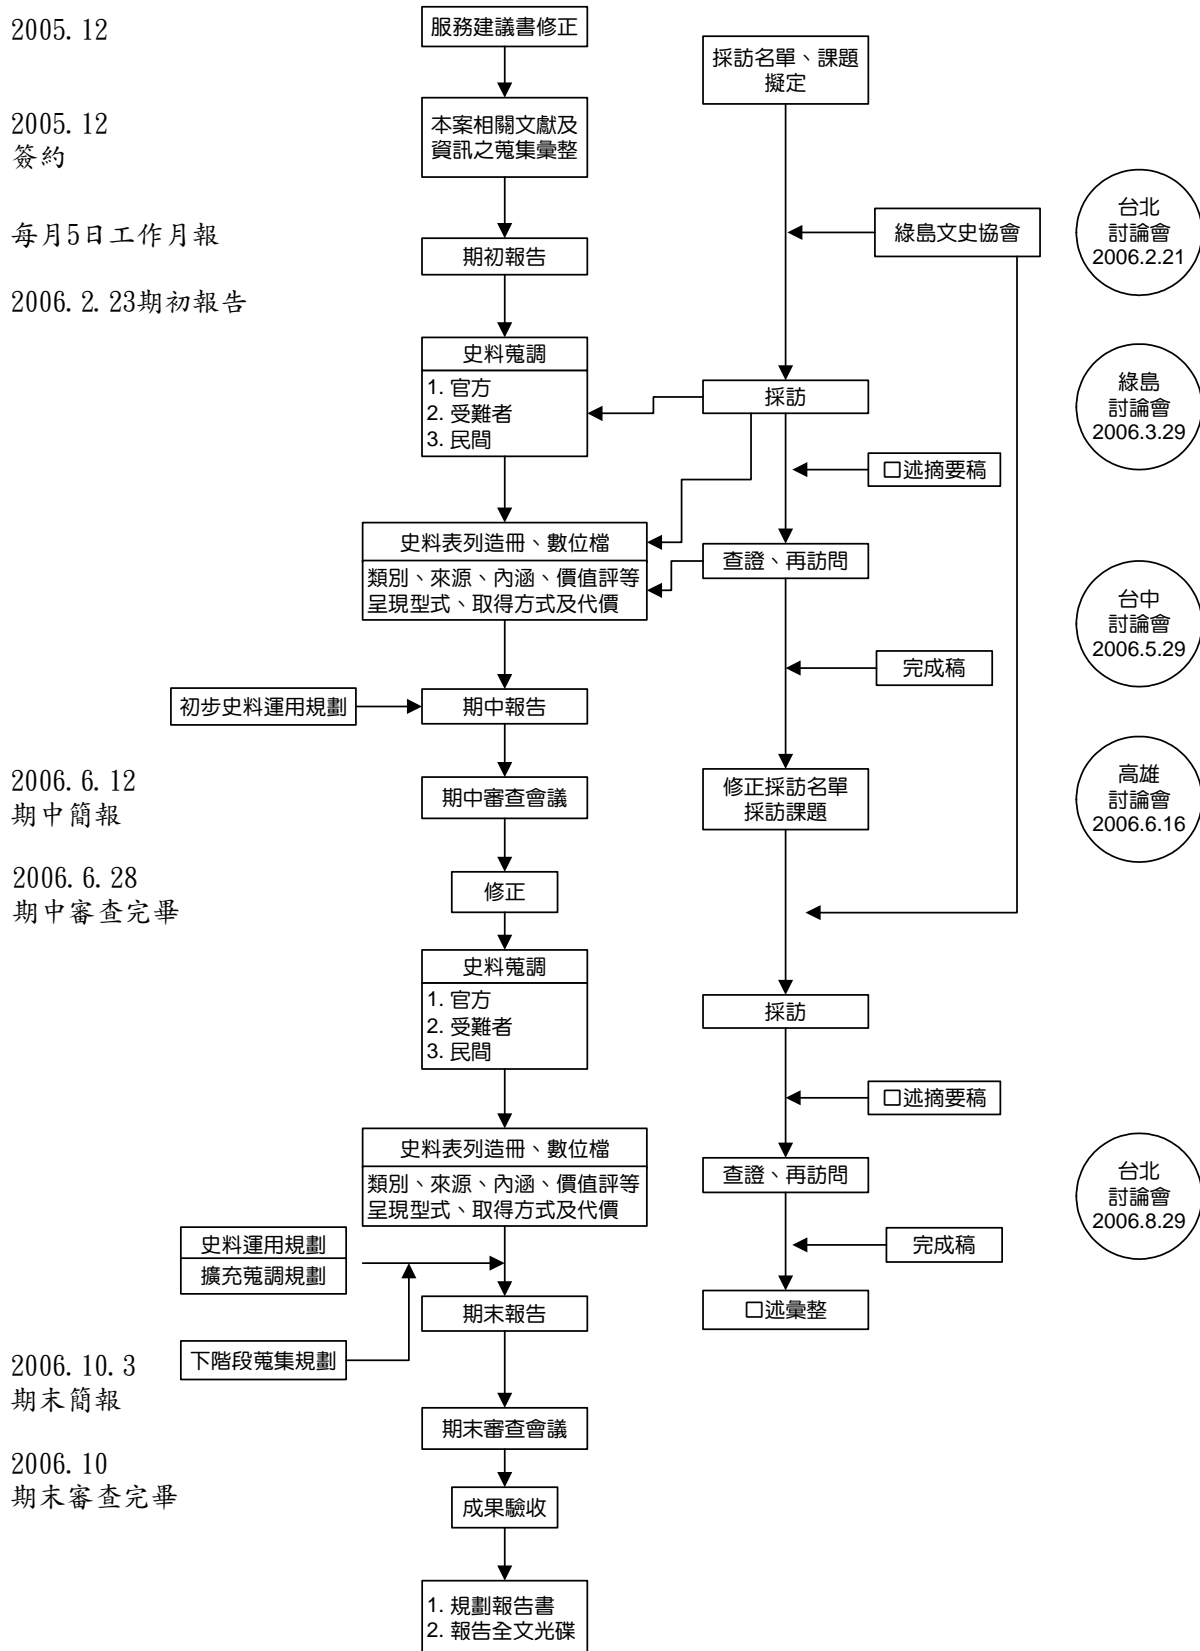 2005.12
2005.12
簽約
每月5日工作月報
2006.2.23期初報告
2006.6.12
期中簡報
2006.6.28
期中審查完畢
2006.10.3
期末簡報
2006.10
期末審查完畢
服務建議書修正
本案相關文獻及
資訊之蒐集彙整
期初報告
史料蒐調
1. 官方
2. 受難者
3. 民間
史料表列造冊、數位檔
類別、來源、內涵、價值評等
呈現型式、取得方式及代價
初步史料運用規劃
期中報告
期中審查會議
修正
史料蒐調
1. 官方
2. 受難者
3. 民間
史料表列造冊、數位檔
類別、來源、內涵、價值評等
呈現型式、取得方式及代價
史料運用規劃
擴充蒐調規劃
下階段蒐集規劃
期末報告
期末審查會議
成果驗收
1. 規劃報告書
2. 報告全文光碟
採訪名單、課題
擬定
綠島文史協會
採訪
口述摘要稿
查證、再訪問
完成稿
修正採訪名單
採訪課題
採訪
口述摘要稿
查證、再訪問
完成稿
口述彙整
台北
討論會
2006.2.21
綠島
討論會
2006.3.29
台中
討論會
2006.5.29
高雄
討論會
2006.6.16
台北
討論會
2006.8.29